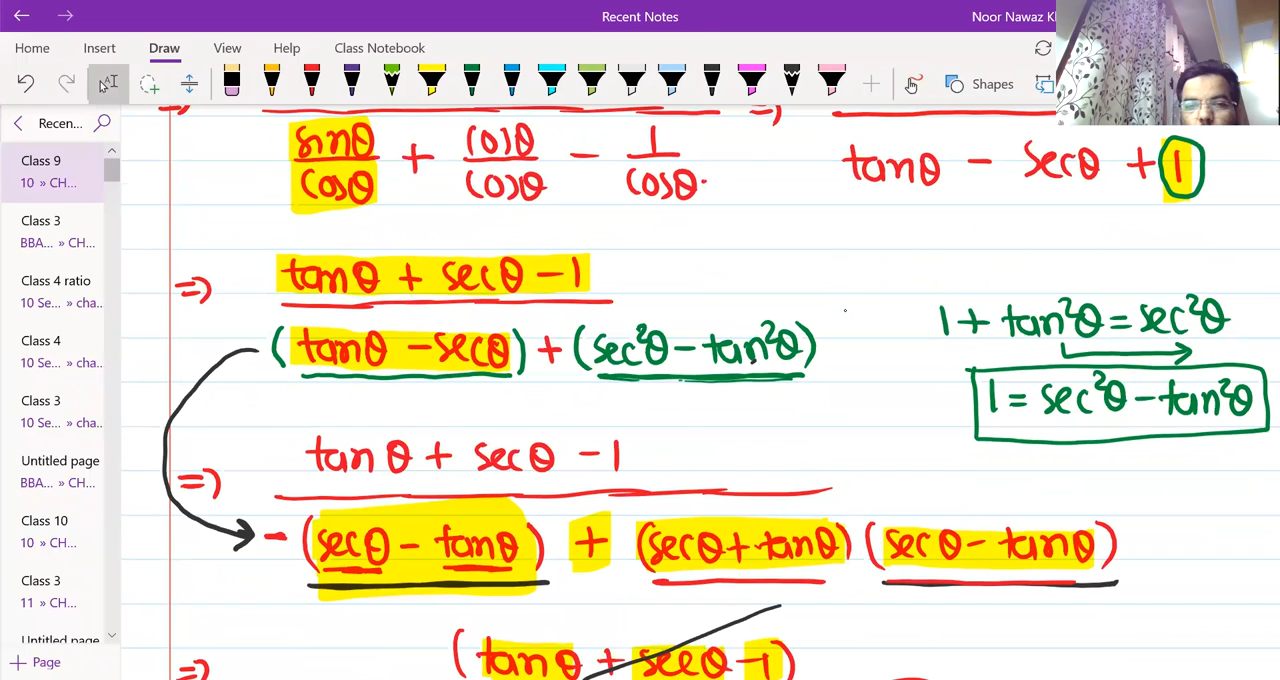 Recent Notes
Noor Nawaz Kh
Home Insert Draw View Help Class Notebook
Shapes
Recen...
Class 9
10 » CH...
Class 3
BBA... » CH...
Class 4 ratio
10 Se... » cha...
Class 4
10 Se... » cha...
Class 3
10 Se... » cha...
Untitled page
BBA... » CH...
Class 10
10 » CH...
Class 3
11 » CH...
Untitled page
+ Page
sinθ/cosθ + cosθ/cosθ − 1/cosθ.
tanθ − secθ + 1
=> tanθ + secθ − 1
(tanθ − secθ) + (sec²θ − tan²θ)
1 + tan²θ = sec²θ
1 = sec²θ − tan²θ
=> tanθ + secθ − 1
− (secθ − tanθ) + (secθ + tanθ) (secθ − tanθ)
=> (tanθ + secθ − 1)